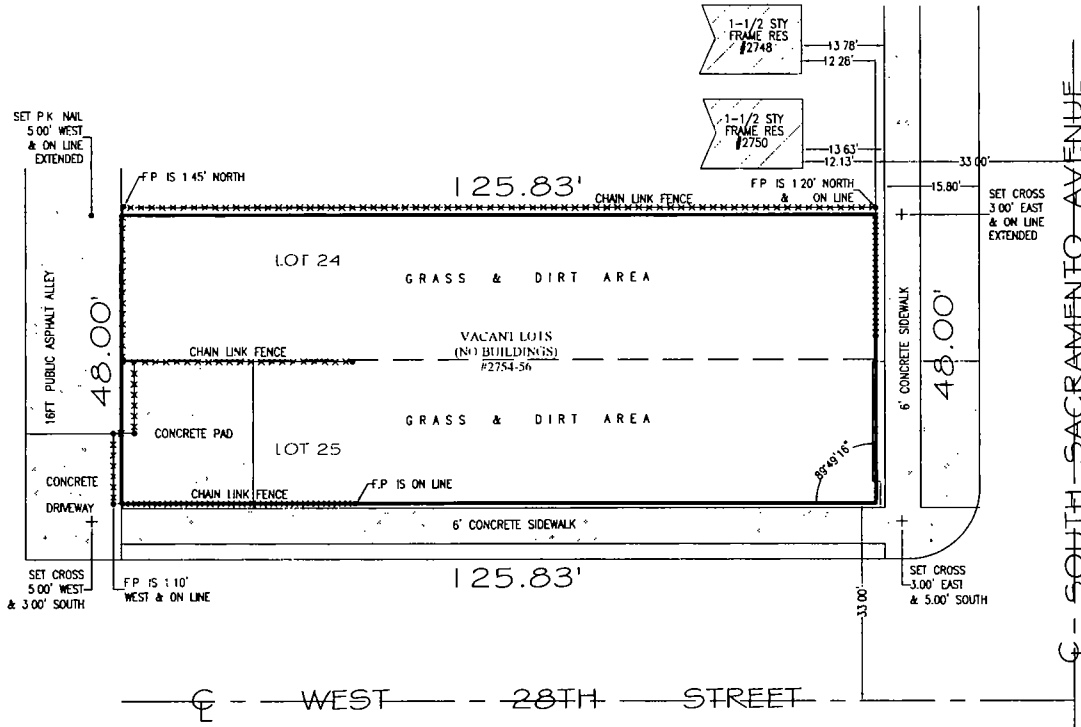 1-1/2 STY
FRAME RES
#2748
13 78'
12 28'
1-1/2 STY
FRAME RES
#2750
13 63'
12.13'
33 00'
15.80'
SET P K NAIL
5 00' WEST
& ON LINE
EXTENDED
F.P IS 1 45' NORTH
125.83'
CHAIN LINK FENCE
F P IS 1 20' NORTH
& ON LINE
SET CROSS
3 00' EAST
& ON LINE
EXTENDED
LOT 24
GRASS & DIRT AREA
16FT PUBLIC ASPHALT ALLEY
48.00'
VACANT LOTS
(NO BUILDINGS)
#2754-56
CHAIN LINK FENCE
6' CONCRETE SIDEWALK
48.00'
SOUTH SACRAMENTO AVENUE
GRASS & DIRT AREA
CONCRETE PAD
LOT 25
89°49'16"
CONCRETE
DRIVEWAY
CHAIN LINK FENCE
F.P IS ON LINE
6' CONCRETE SIDEWALK
SET CROSS
5 00' WEST
& 3 00' SOUTH
F P IS 1 10'
WEST & ON LINE
125.83'
33 00'
SET CROSS
3.00' EAST
& 5.00' SOUTH
WEST 28TH STREET